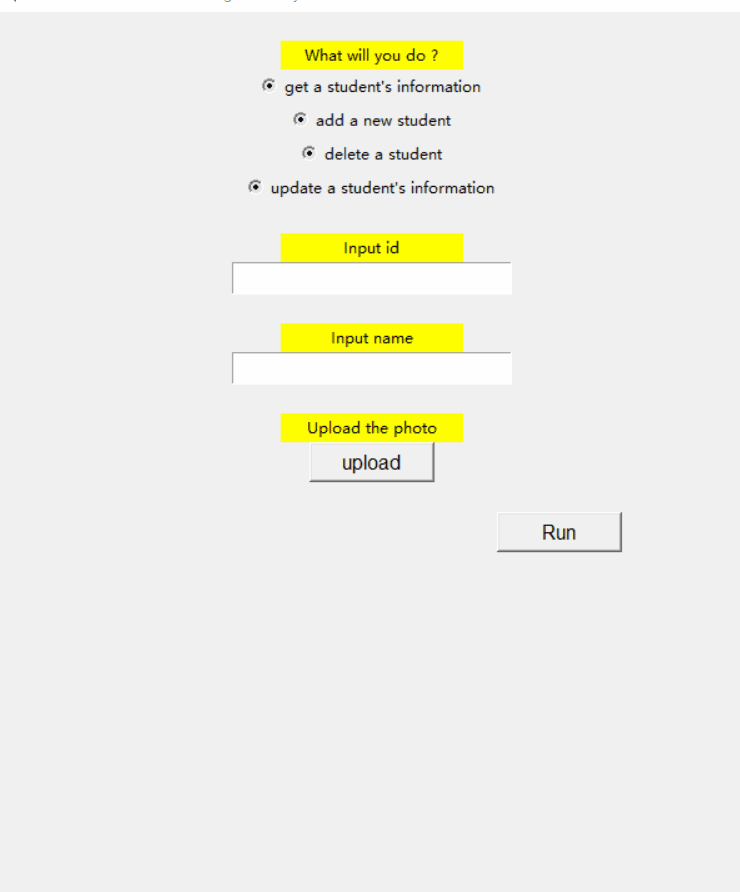 What will you do ?
get a student's information
add a new student
delete a student
update a student's information
Input id
Input name
Upload the photo
upload
Run